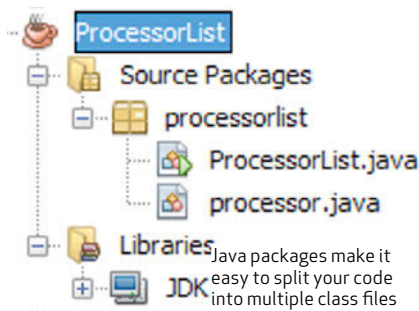 ProcessorList
Source Packages
processorlist
ProcessorList.java
processor.java
Libraries
JDK
Java packages make it
easy to split your code
into multiple class files